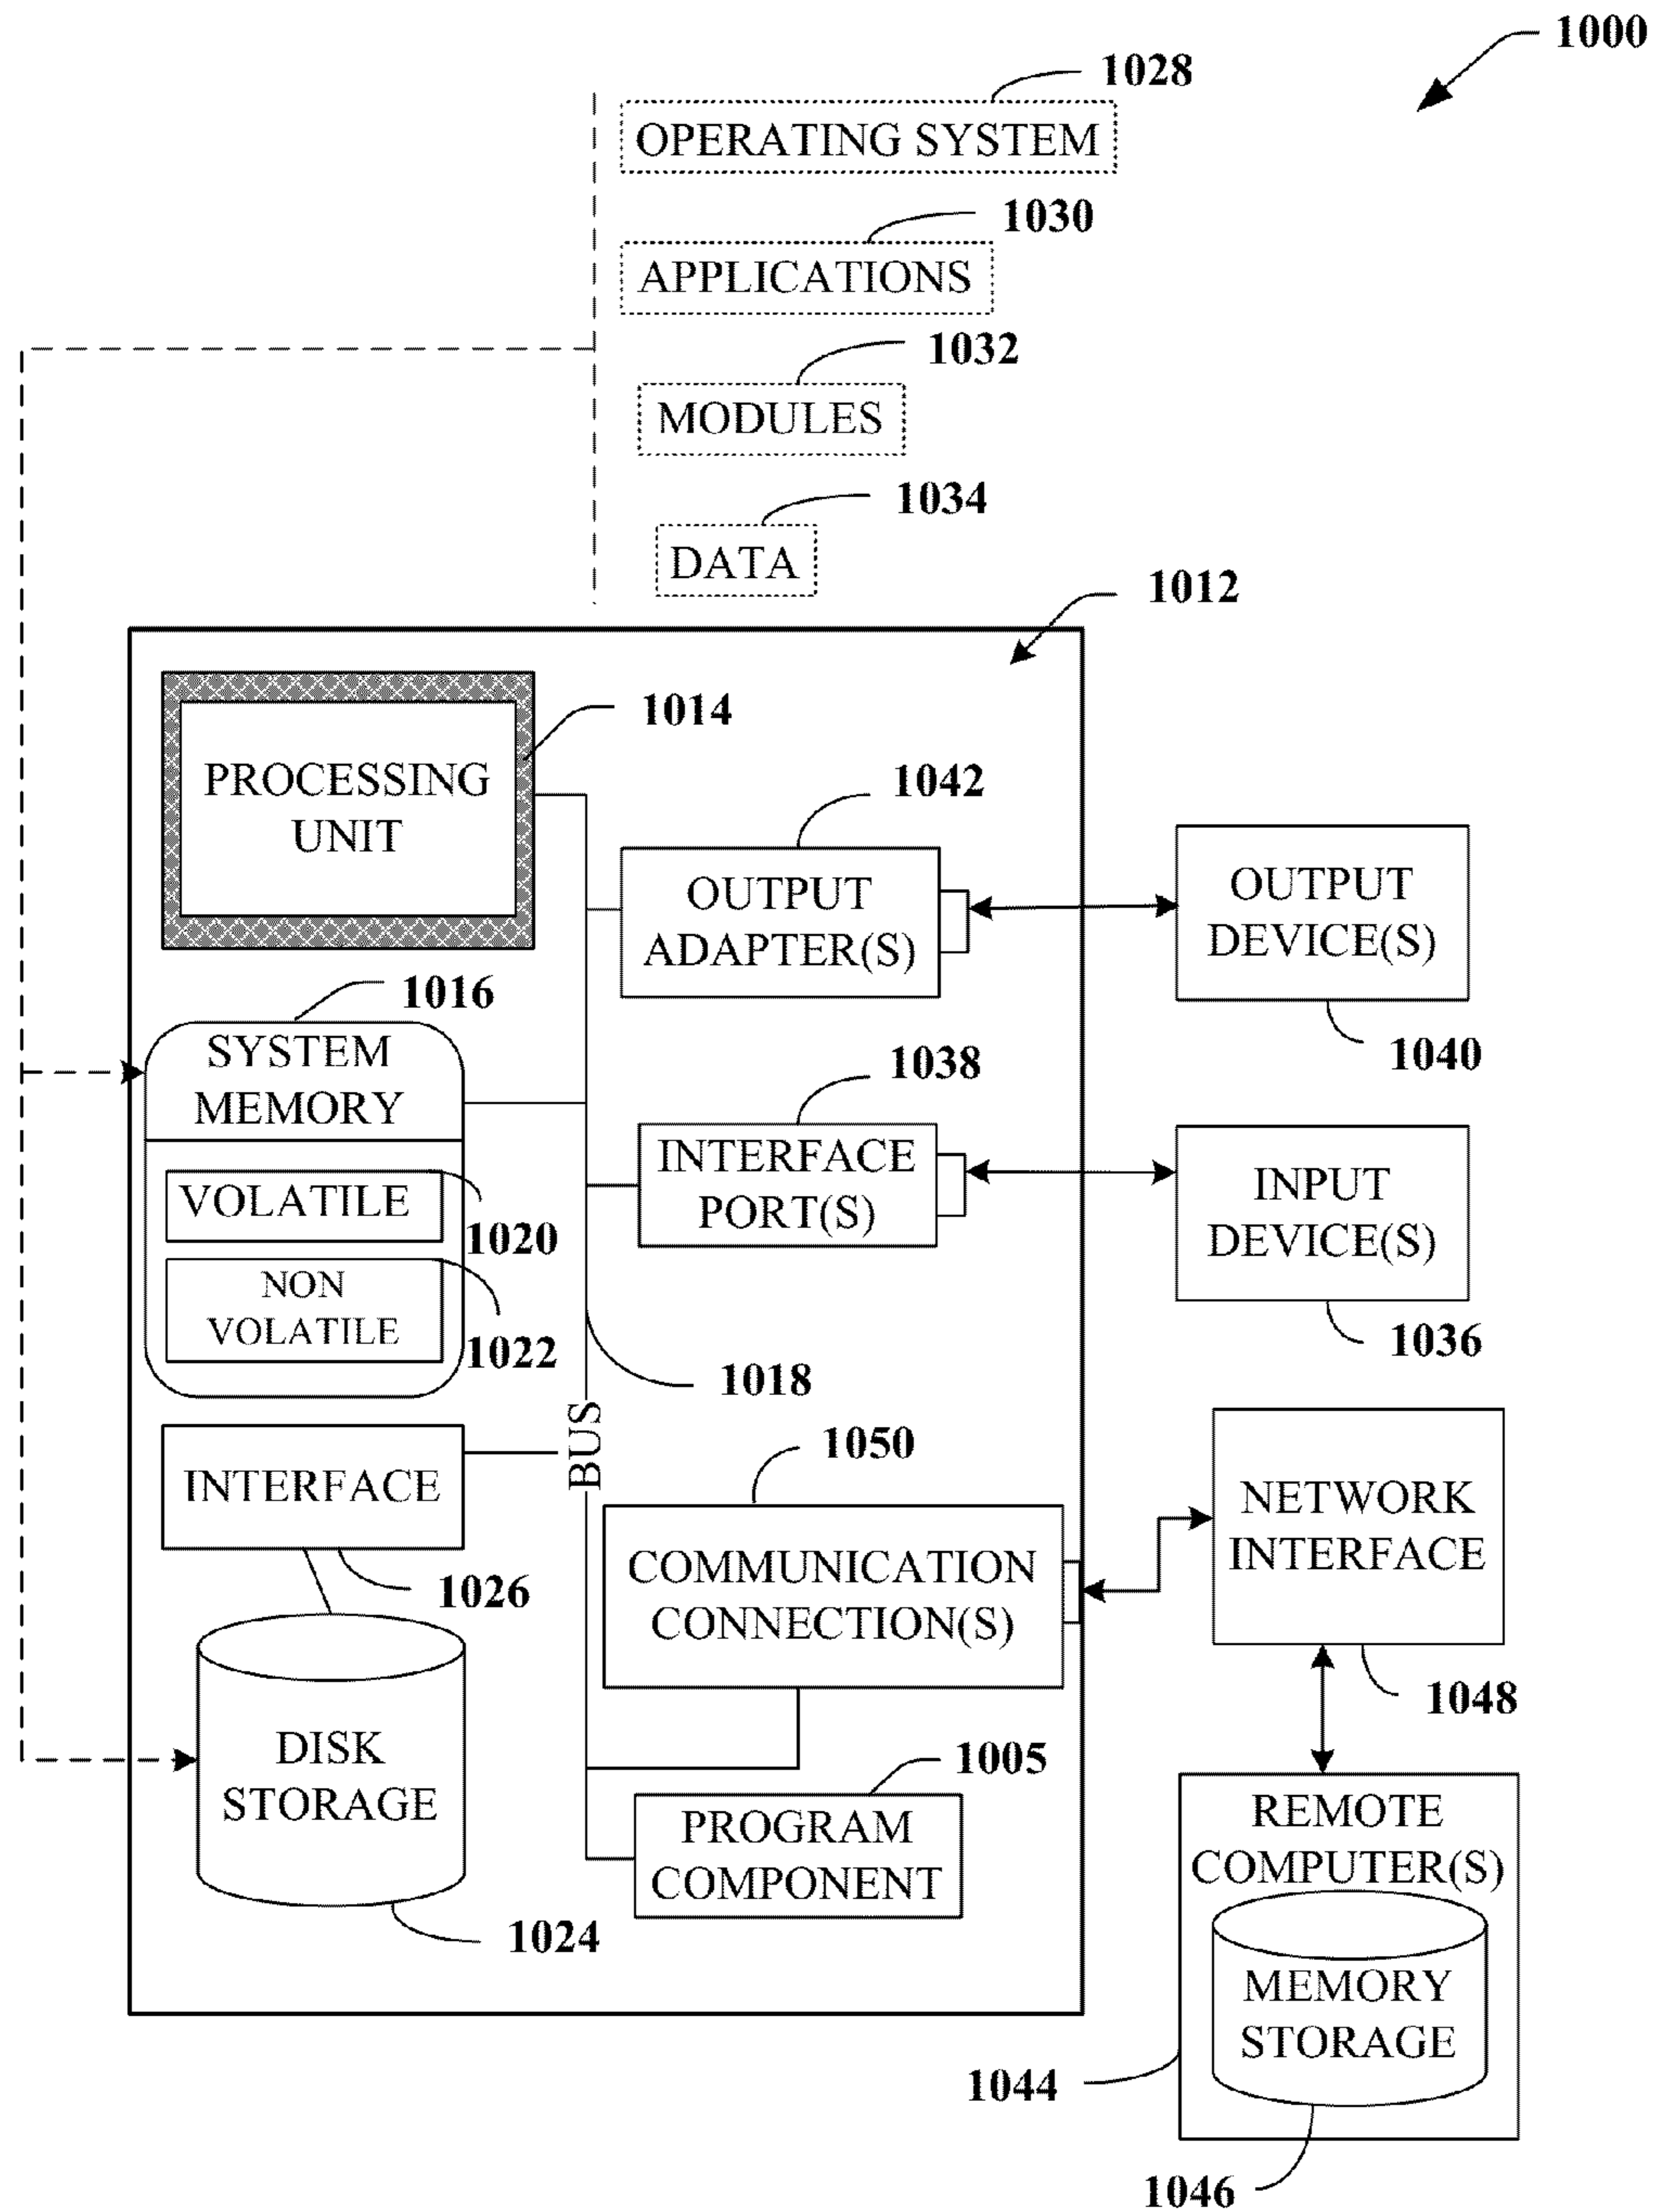 1000
1028
OPERATING SYSTEM
1030
APPLICATIONS
1032
MODULES
1034
DATA
1012
1014
PROCESSING
UNIT
1042
OUTPUT
ADAPTER(S)
OUTPUT
DEVICE(S)
1040
1016
SYSTEM
MEMORY
VOLATILE
1020
NON
VOLATILE
1022
1038
INTERFACE
PORT(S)
INPUT
DEVICE(S)
1036
1018
BUS
INTERFACE
1026
1050
COMMUNICATION
CONNECTION(S)
NETWORK
INTERFACE
1048
DISK
STORAGE
1024
1005
PROGRAM
COMPONENT
REMOTE
COMPUTER(S)
MEMORY
STORAGE
1044
1046